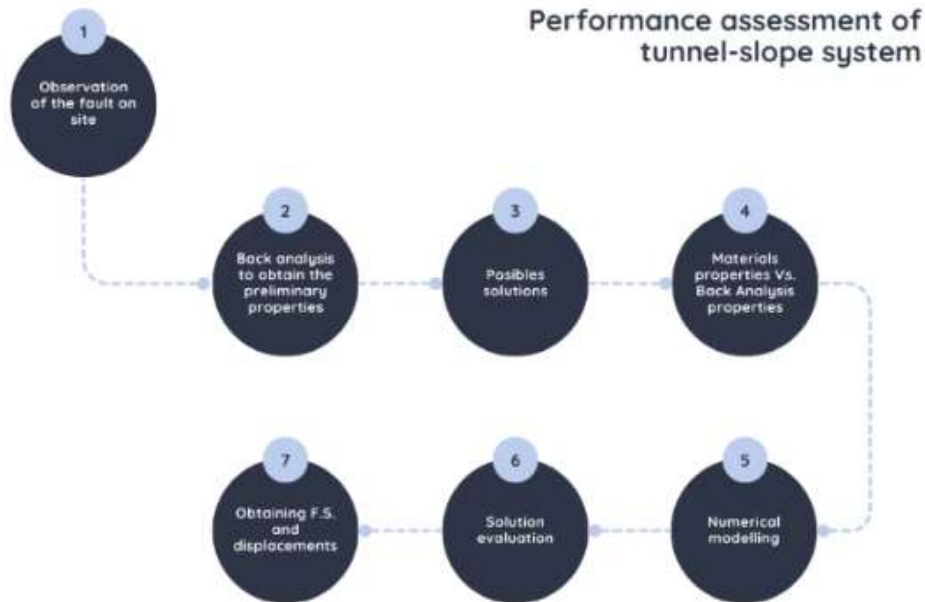 Performance assessment of
tunnel-slope system
1
Observation
of the fault on
site
2
Back analysis
to obtain the
preliminary
properties
3
Posibles
solutions
4
Materials
properties Vs.
Back Analysis
properties
5
Numerical
modelling
6
Solution
evaluation
7
Obtaining F.S.
and
displacements